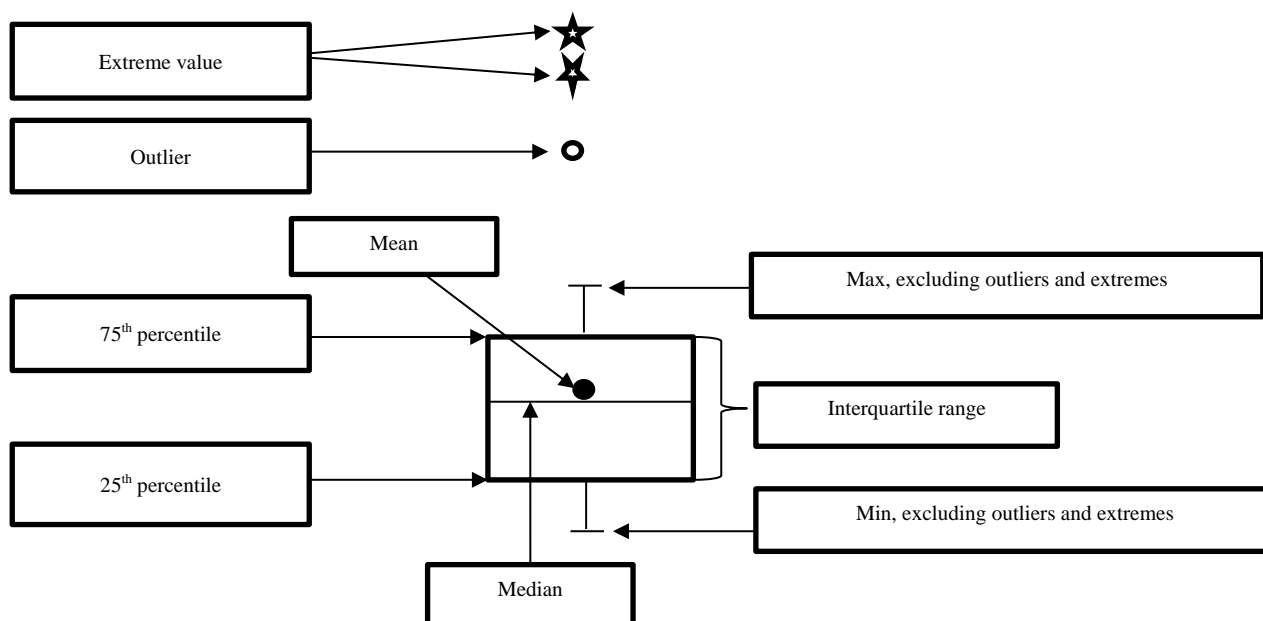 Extreme value
Outlier
Mean
Max, excluding outliers and extremes
75th percentile
Interquartile range
25th percentile
Min, excluding outliers and extremes
Median